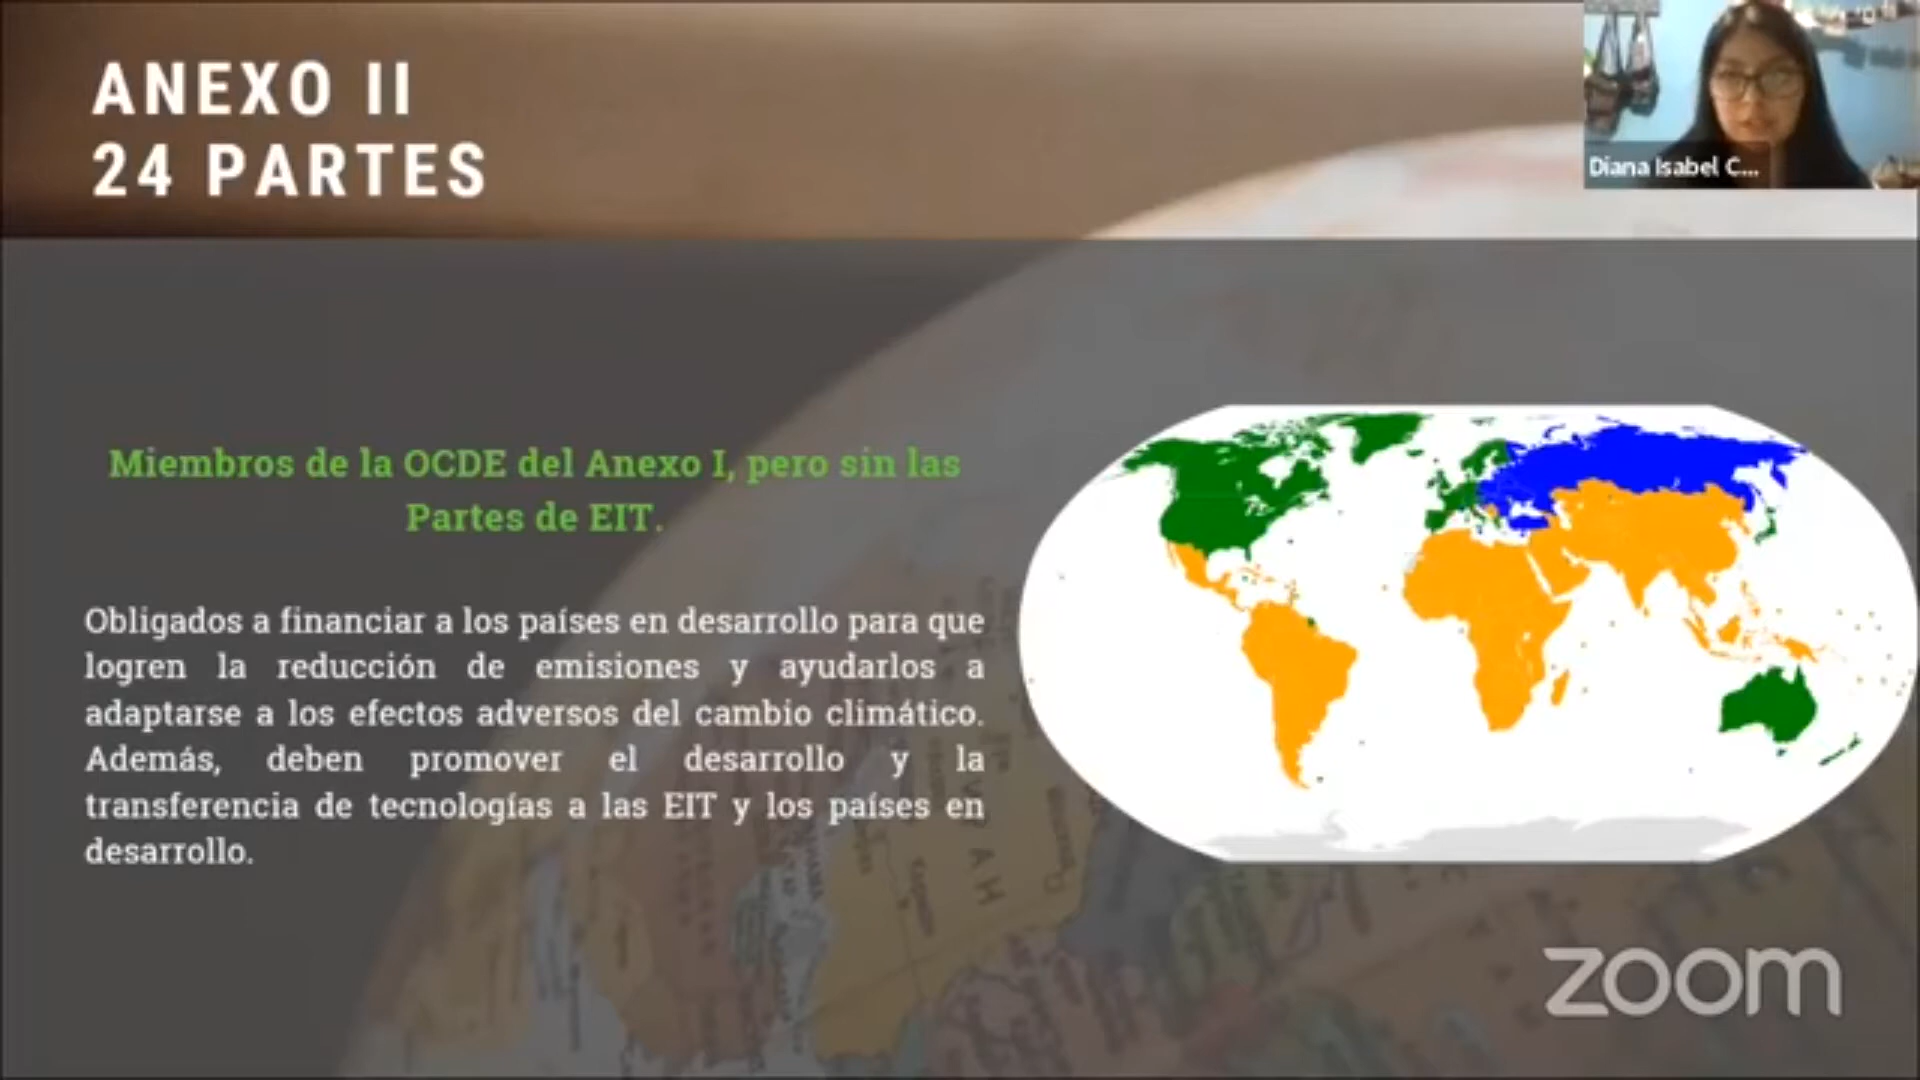 ANEXO II
24 PARTES
Diana Isabel C...
Miembros de la OCDE del Anexo I, pero sin las
Partes de EIT.
Obligados a financiar a los países en desarrollo para que
logren la reducción de emisiones y ayudarlos a
adaptarse a los efectos adversos del cambio climático.
Además, deben promover el desarrollo y la
transferencia de tecnologías a las EIT y los países en
desarrollo.
zoom